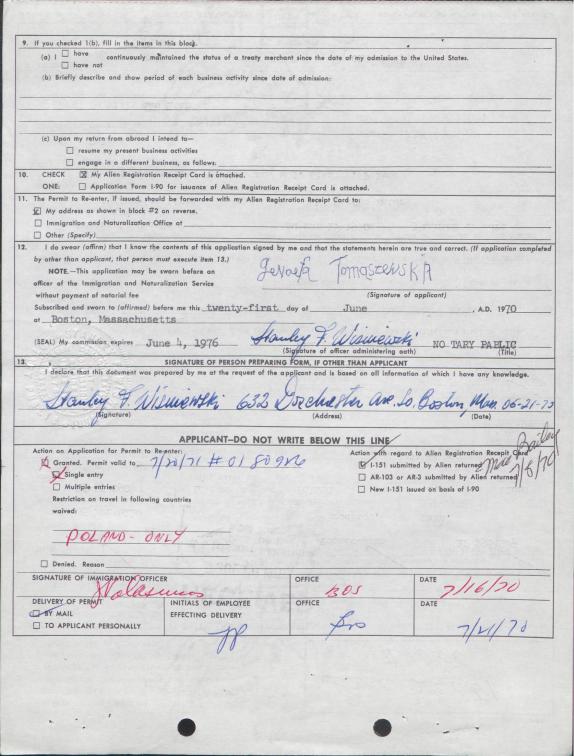 9. If you checked 1(b), fill in the items in this block.
(a) I ☐ have
☐ have not
continuously maintained the status of a treaty merchant since the date of my admission to the United States.
(b) Briefly describe and show period of each business activity since date of admission:
(c) Upon my return from abroad I intend to—
☐ resume my present business activities
☐ engage in a different business, as follows:
10. CHECK ☒ My Alien Registration Receipt Card is attached.
ONE: ☐ Application Form I-90 for issuance of Alien Registration Receipt Card is attached.
11. The Permit to Re-enter, if issued, should be forwarded with my Alien Registration Receipt Card to:
☒ My address as shown in block #2 on reverse.
☐ Immigration and Naturalization Office at
☐ Other (Specify)
12. I do swear (affirm) that I know the contents of this application signed by me and that the statements herein are true and correct. (If application completed
by other than applicant, that person must execute item 13.)
NOTE.—This application may be sworn before an
officer of the Immigration and Naturalization Service
without payment of notarial fee
Genoefa TOMASZEWSKA
(Signature of applicant)
Subscribed and sworn to (affirmed) before me this twenty-first day of June , A.D. 1970
at Boston, Massachusetts
(SEAL) My commission expires June 4, 1976 Stanley F. Wisniewski NO TARY PABLIC
(Signature of officer administering oath) (Title)
13. SIGNATURE OF PERSON PREPARING FORM, IF OTHER THAN APPLICANT
I declare that this document was prepared by me at the request of the applicant and is based on all information of which I have any knowledge.
Stanley F. Wisniewski 632 Dorchester Ave. So. Boston Mass. 06-21-70
(Signature) (Address) (Date)
APPLICANT—DO NOT WRITE BELOW THIS LINE
Action on Application for Permit to Re-enter:
☒ Granted. Permit valid to 7/20/71 # 0180926
☒ Single entry
☐ Multiple entries
Restriction on travel in following countries
waived:
POLAND - ONLY
☐ Denied. Reason
Action with regard to Alien Registration Receipt Card
☒ I-151 submitted by Alien returned
☐ AR-103 or AR-3 submitted by Alien returned
☐ New I-151 issued on basis of I-90
Bailey
SIGNATURE OF IMMIGRATION OFFICER OFFICE BOS DATE 7/16/70
DELIVERY OF PERMIT
☒ BY MAIL
☐ TO APPLICANT PERSONALLY
INITIALS OF EMPLOYEE
EFFECTING DELIVERY
OFFICE
Bos
DATE
7/21/70